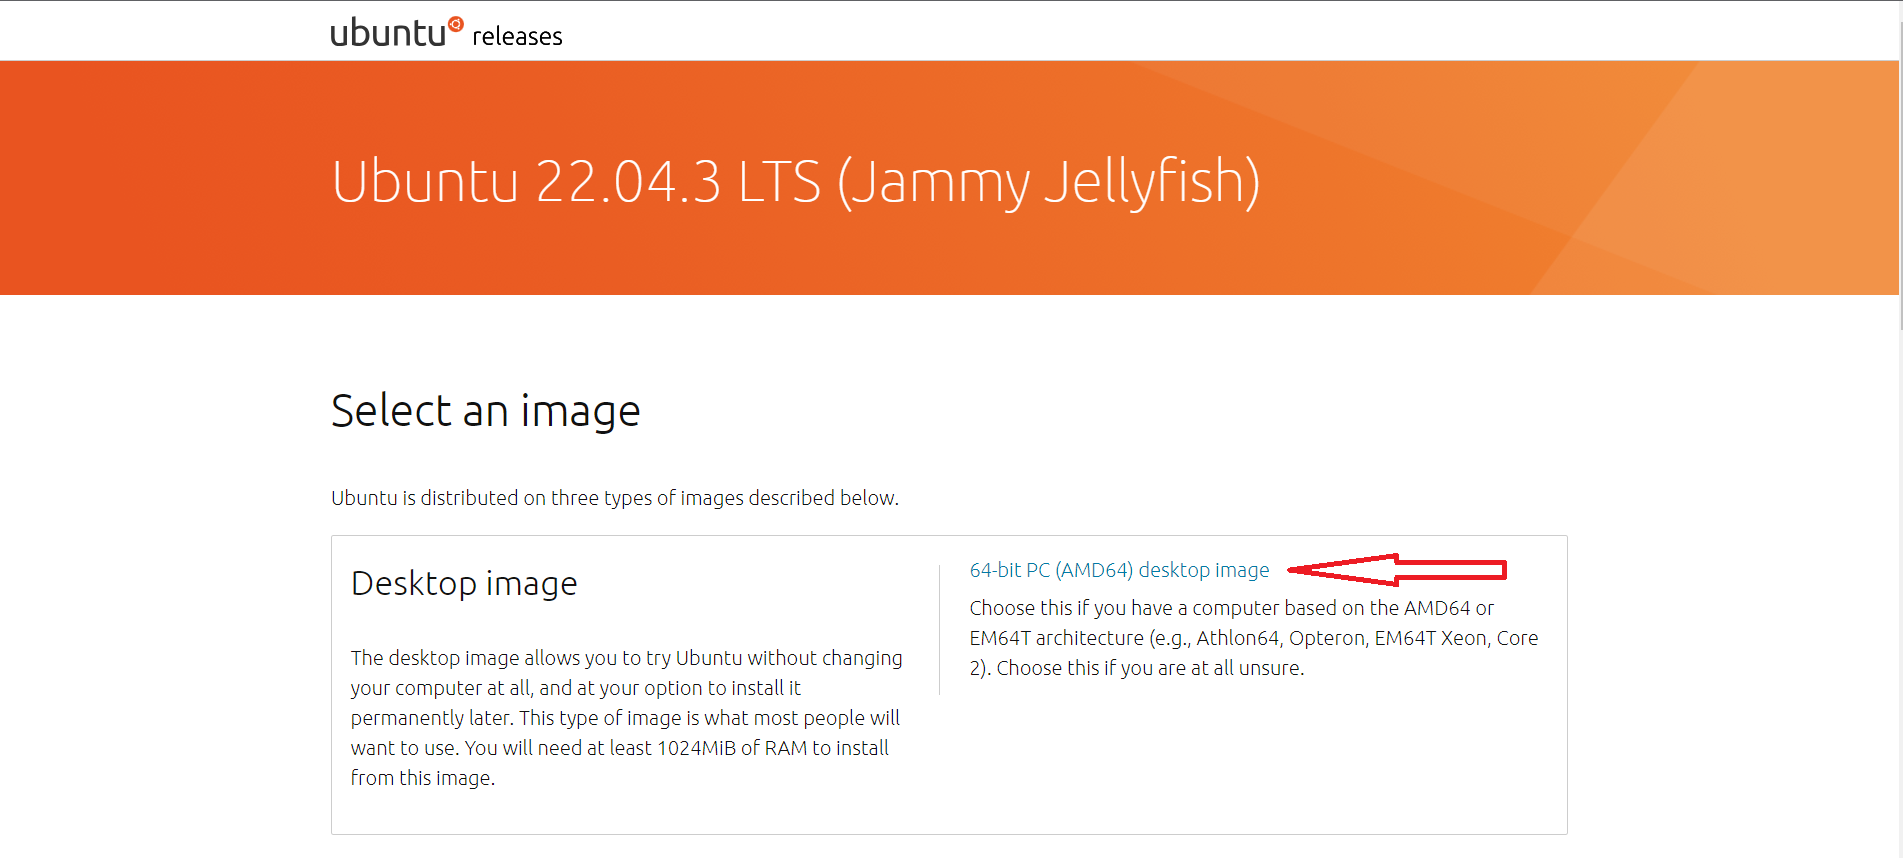 ubuntu releases
Ubuntu 22.04.3 LTS (Jammy Jellyfish)
Select an image
Ubuntu is distributed on three types of images described below.
Desktop image
The desktop image allows you to try Ubuntu without changing
your computer at all, and at your option to install it
permanently later. This type of image is what most people will
want to use. You will need at least 1024MiB of RAM to install
from this image.
64-bit PC (AMD64) desktop image
Choose this if you have a computer based on the AMD64 or
EM64T architecture (e.g., Athlon64, Opteron, EM64T Xeon, Core
2). Choose this if you are at all unsure.